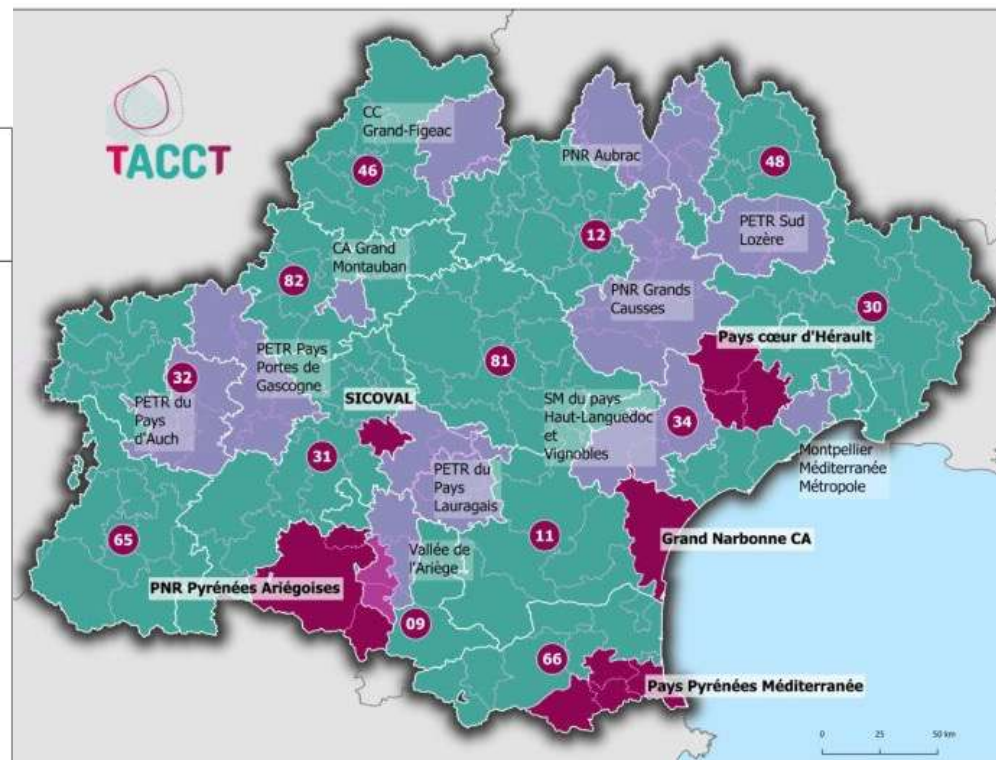 TACCT
CC
Grand-Figeac
46
PNR Aubrac
48
12
PETR Sud
Lozère
CA Grand
Montauban
82
PNR Grands
Causses
30
Pays cœur d'Hérault
PETR Pays
Portes de
Gascogne
81
32
PETR du
Pays
d'Auch
SICOVAL
SM du pays
Haut-Languedoc
et
Vignobles
34
31
Montpellier
Méditerranée
Métropole
PETR du
Pays
Lauragais
65
11
Grand Narbonne CA
Vallée de
l'Ariège
PNR Pyrénées Ariégoises
09
66
Pays Pyrénées Méditerranée
0 25 50 km